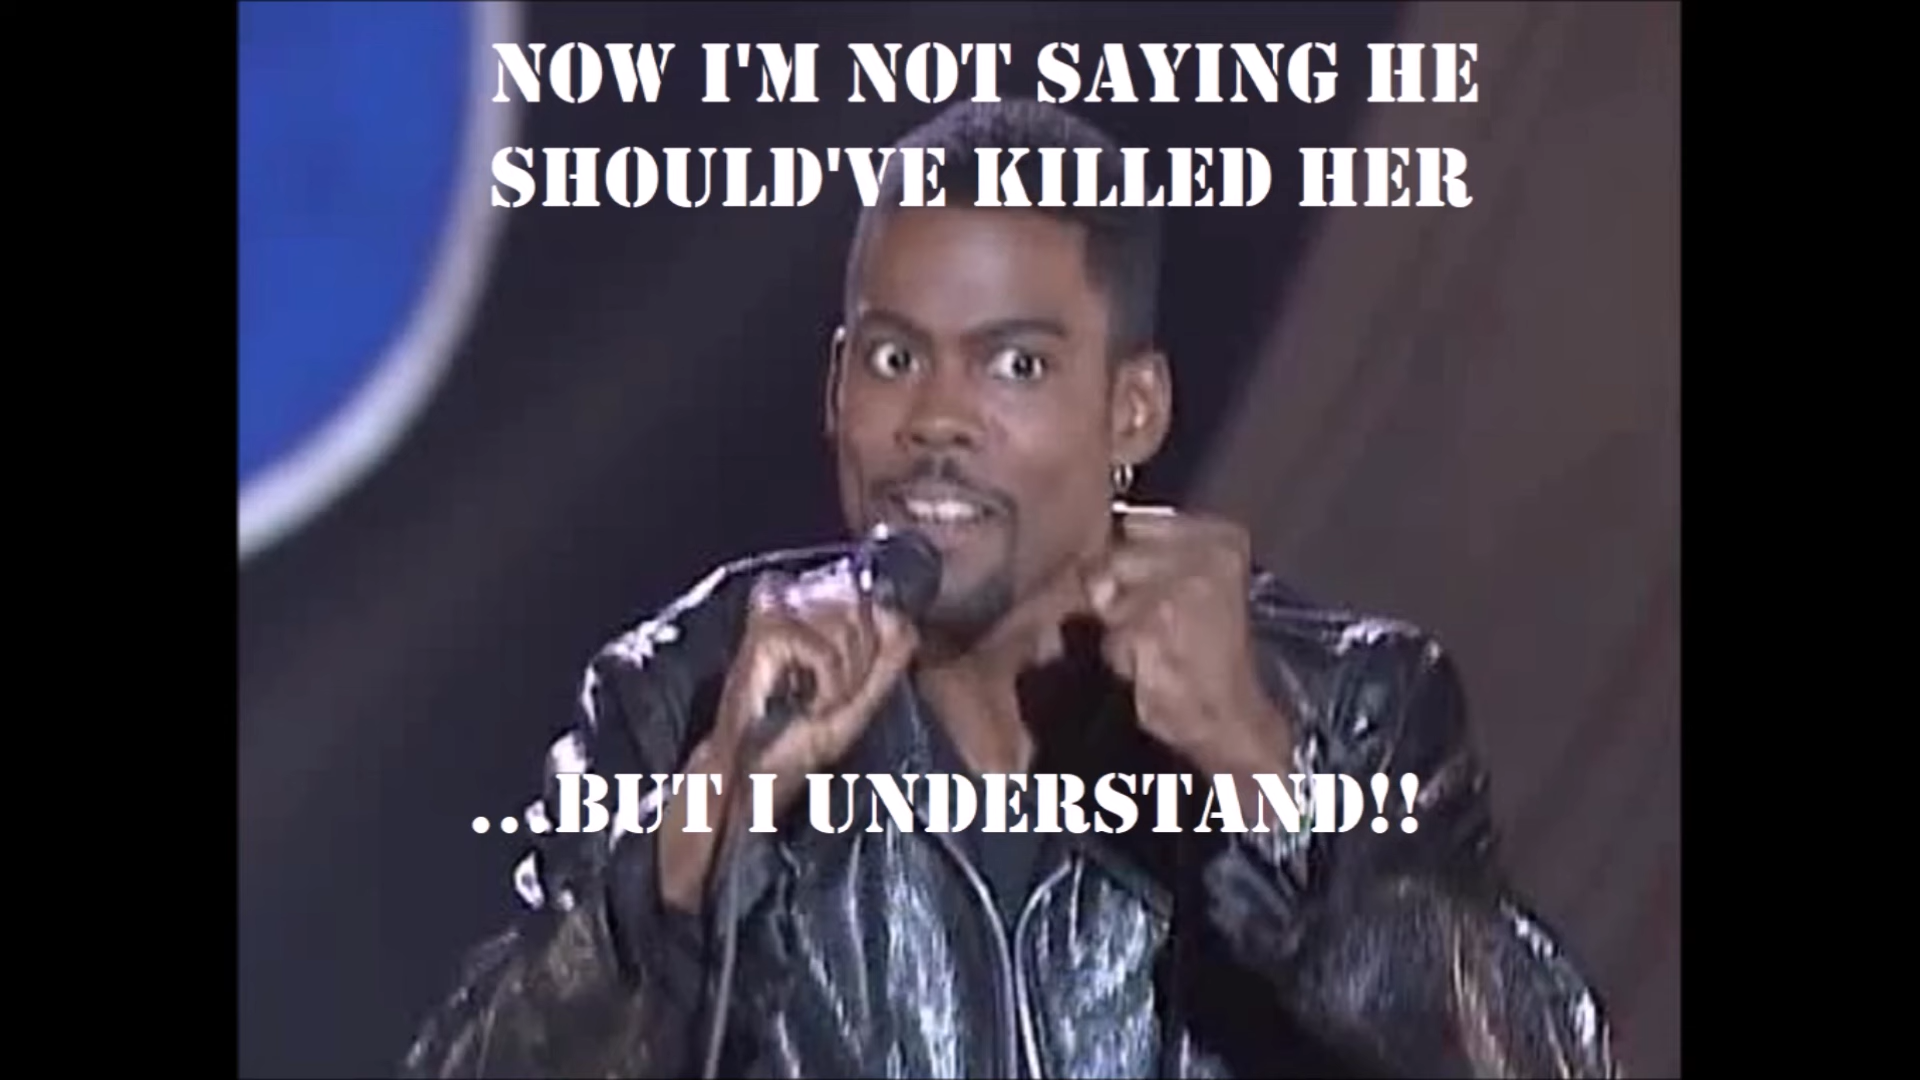 NOW I'M NOT SAYING HE
SHOULD'VE KILLED HER
...BUT I UNDERSTAND!!